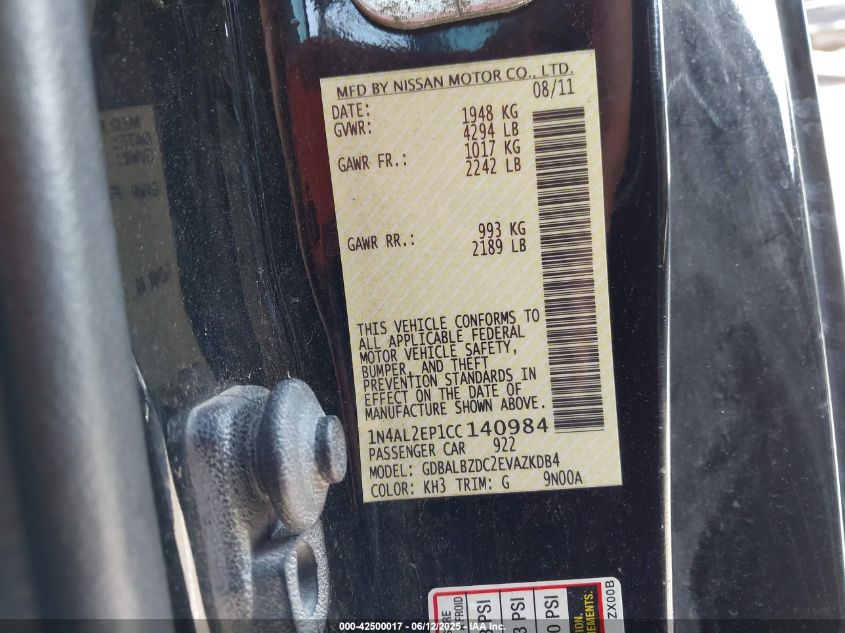 MFD BY NISSAN MOTOR CO., LTD.
DATE: 08/11
GVWR: 1948 KG
4294 LB
GAWR FR.: 1017 KG
2242 LB
GAWR RR.: 993 KG
2189 LB
THIS VEHICLE CONFORMS TO
ALL APPLICABLE FEDERAL
MOTOR VEHICLE SAFETY,
BUMPER, AND THEFT
PREVENTION STANDARDS IN
EFFECT ON THE DATE OF
MANUFACTURE SHOWN ABOVE.
1N4AL2EP1CC140984
PASSENGER CAR 922
MODEL: GDBALBZDC2EVAZKDB4
COLOR: KH3 TRIM: G 9N00A
PSI
PSI
PSI
ZX00B
000-42500017 - 06/12/2025 - IAA Inc.